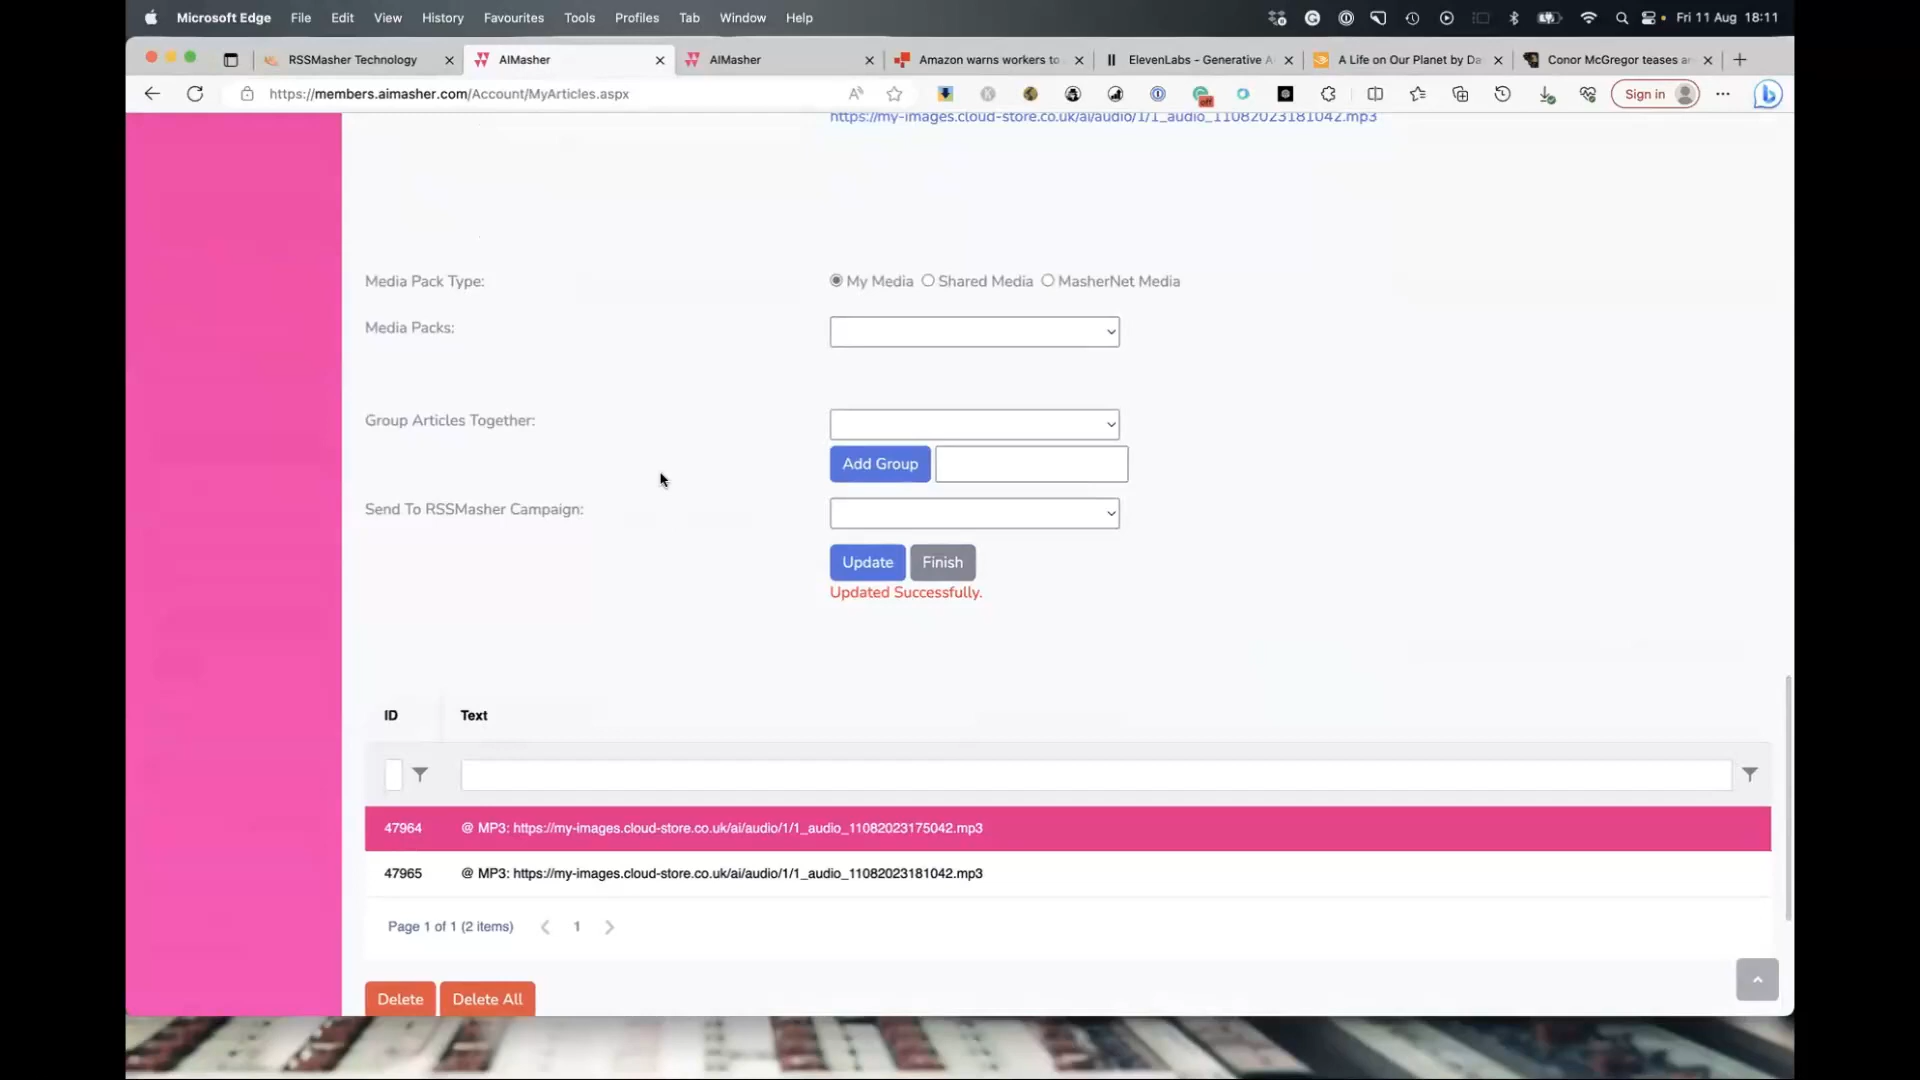 Microsoft Edge File Edit View History Favourites Tools Profiles Tab Window Help Fri 11 Aug 18:11
RSSMasher Technology AIMasher AIMasher Amazon warns workers to ElevenLabs - Generative A A Life on Our Planet by Da Conor McGregor teases a
https://members.aimasher.com/Account/MyArticles.aspx Sign in
https://my-images.cloud-store.co.uk/ai/audio/1/1_audio_11082023181042.mp3
Media Pack Type: My Media Shared Media MasherNet Media
Media Packs:
Group Articles Together:
Add Group
Send To RSSMasher Campaign:
Update Finish
Updated Successfully.
ID Text
47964 @ MP3: https://my-images.cloud-store.co.uk/ai/audio/1/1_audio_11082023175042.mp3
47965 @ MP3: https://my-images.cloud-store.co.uk/ai/audio/1/1_audio_11082023181042.mp3
Page 1 of 1 (2 items) 1
Delete Delete All